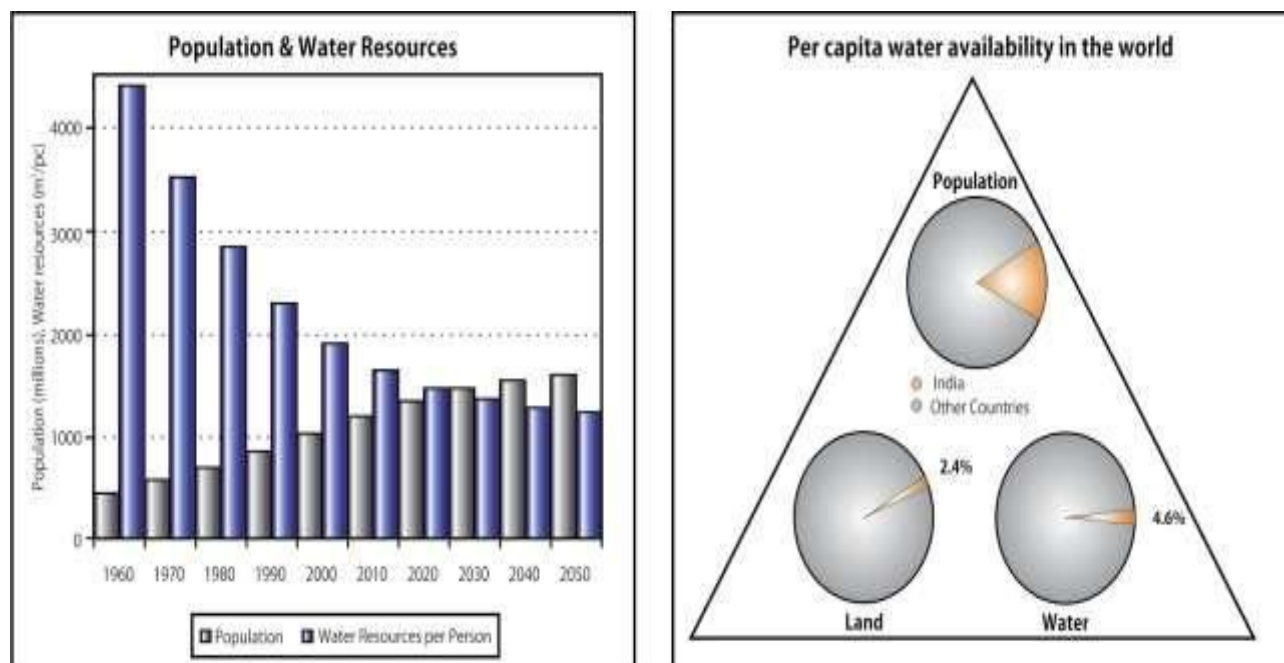 Population & Water Resources
Population (millions), Water resources (m³/pc)
4000
3000
2000
1000
0
1960 1970 1980 1990 2000 2010 2020 2030 2040 2050
Population Water Resources per Person
Per capita water availability in the world
Population
India
Other Countries
2.4%
4.6%
Land Water